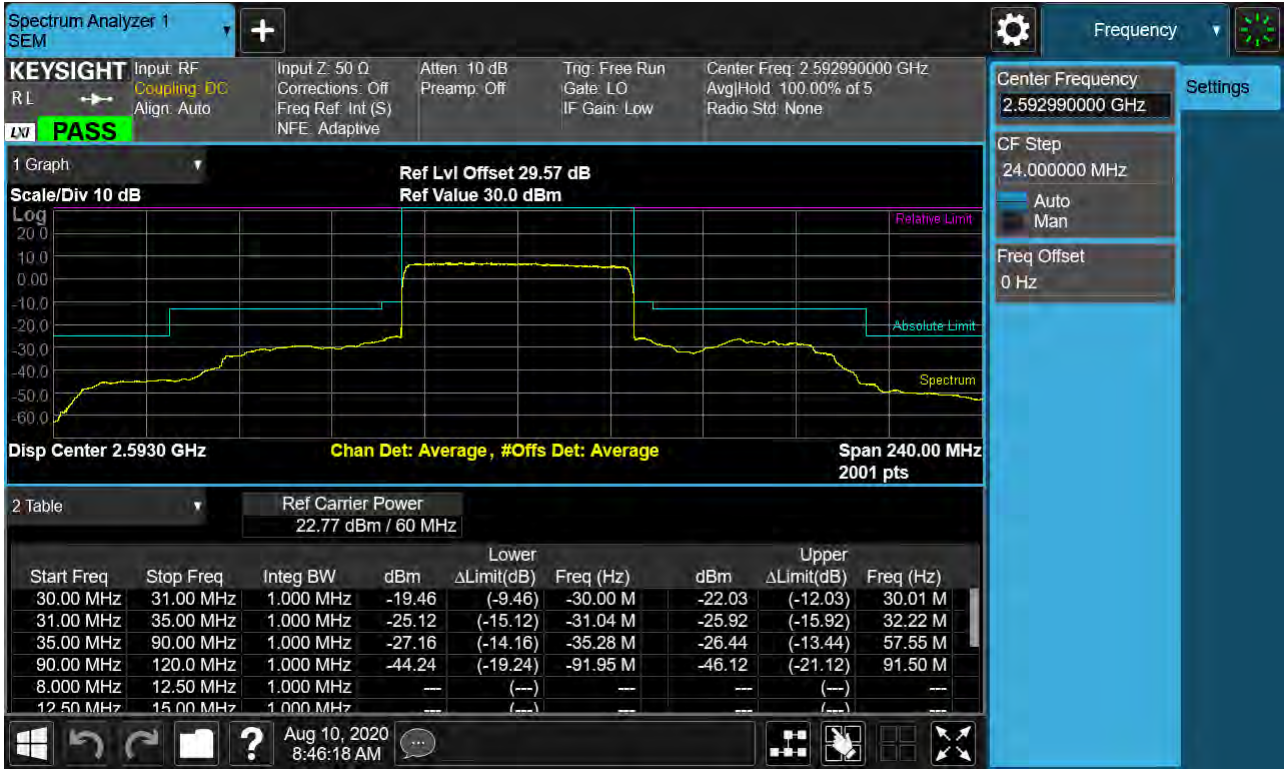 Spectrum Analyzer 1
SEM
+
Frequency
KEYSIGHT
R L
LXI PASS
Input: RF
Coupling: DC
Align: Auto
Input Z: 50 Ω
Corrections: Off
Freq Ref: Int (S)
NFE: Adaptive
Atten: 10 dB
Preamp: Off
Trig: Free Run
Gate: LO
IF Gain: Low
Center Freq: 2.592990000 GHz
Avg|Hold: 100.00% of 5
Radio Std: None
Center Frequency
2.592990000 GHz
Settings
CF Step
24.000000 MHz
Auto
Man
Freq Offset
0 Hz
1 Graph
Scale/Div 10 dB
Ref Lvl Offset 29.57 dB
Ref Value 30.0 dBm
Log
20.0
10.0
0.00
-10.0
-20.0
-30.0
-40.0
-50.0
-60.0
Relative Limit
Absolute Limit
Spectrum
Disp Center 2.5930 GHz
Chan Det: Average , #Offs Det: Average
Span 240.00 MHz
2001 pts
2 Table
Ref Carrier Power
22.77 dBm / 60 MHz
Lower Upper
Start Freq Stop Freq Integ BW dBm ΔLimit(dB) Freq (Hz) dBm ΔLimit(dB) Freq (Hz)
30.00 MHz 31.00 MHz 1.000 MHz -19.46 (-9.46) -30.00 M -22.03 (-12.03) 30.01 M
31.00 MHz 35.00 MHz 1.000 MHz -25.12 (-15.12) -31.04 M -25.92 (-15.92) 32.22 M
35.00 MHz 90.00 MHz 1.000 MHz -27.16 (-14.16) -35.28 M -26.44 (-13.44) 57.55 M
90.00 MHz 120.0 MHz 1.000 MHz -44.24 (-19.24) -91.95 M -46.12 (-21.12) 91.50 M
8.000 MHz 12.50 MHz 1.000 MHz --- (---) --- --- (---) ---
12.50 MHz 15.00 MHz 1.000 MHz --- (---) --- --- (---) ---
?
Aug 10, 2020
8:46:18 AM